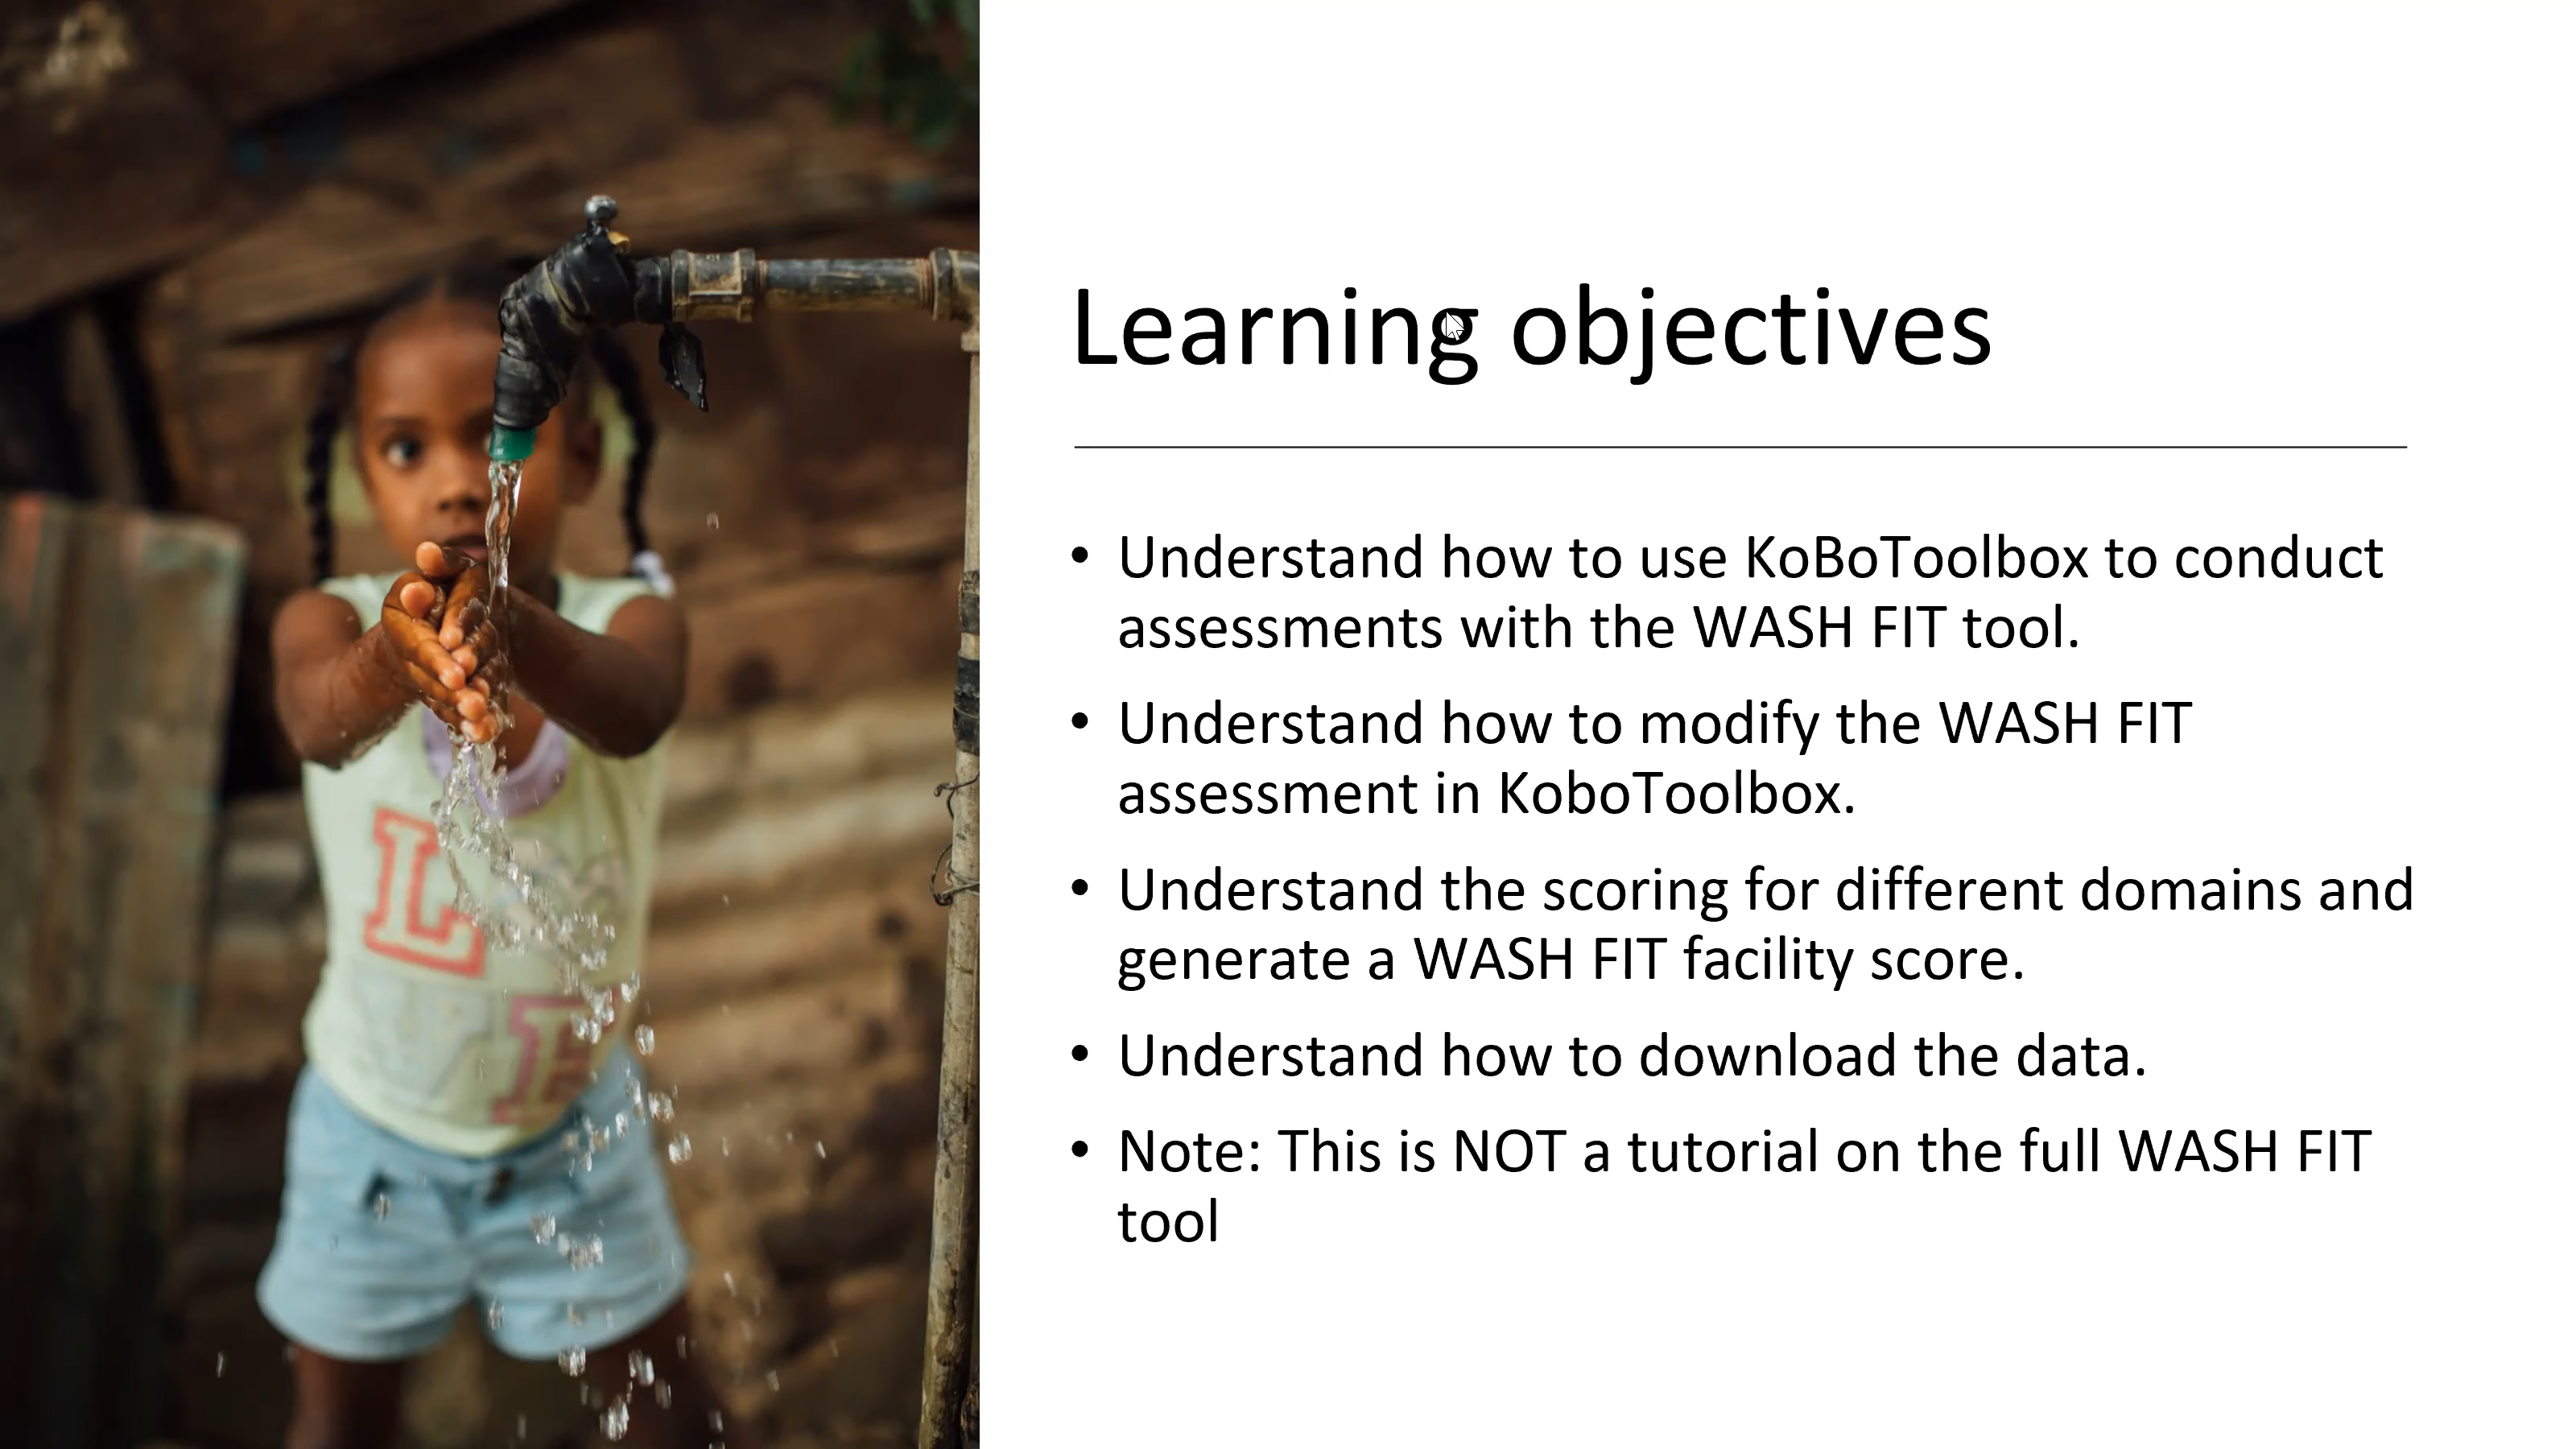 Learning objectives
• Understand how to use KoBoToolbox to conduct
assessments with the WASH FIT tool.
• Understand how to modify the WASH FIT
assessment in KoboToolbox.
• Understand the scoring for different domains and
generate a WASH FIT facility score.
• Understand how to download the data.
• Note: This is NOT a tutorial on the full WASH FIT
tool
L
VE